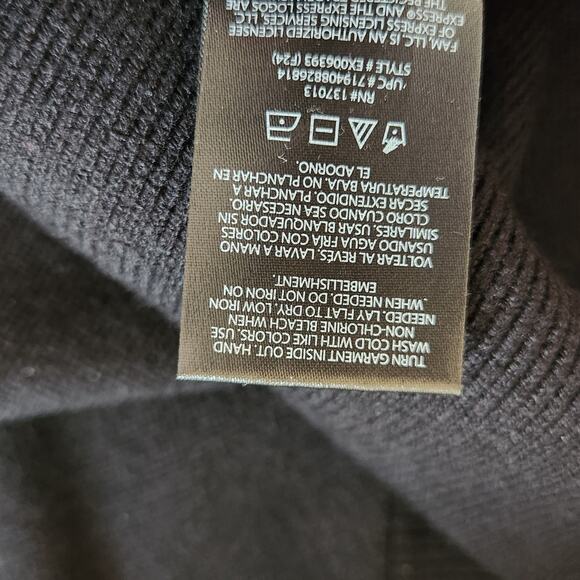 TURN GARMENT INSIDE OUT. HAND
WASH COLD WITH LIKE COLORS. USE
NON-CHLORINE BLEACH WHEN
NEEDED. LAY FLAT TO DRY. LOW IRON
.WHEN NEEDED. DO NOT IRON ON
EMBELLISHMENT.
VOLTEAR AL REVÉS. LAVAR A MANO
USANDO AGUA FRÍA CON COLORES
SIMILARES. USAR BLANQUEADOR SIN
CLORO CUANDO SEA NECESARIO.
SECAR EXTENDIDO. PLANCHAR A
TEMPERATURA BAJA. NO PLANCHAR EN
EL ADORNO.
RN# 137013
UPC # 719408826814
STYLE # EX006393 (F24)
FAM, LLC IS AN AUTHORIZED LICENSEE
OF EXPRESS LICENSING SERVICES, LLC.
EXPRESS® AND THE EXPRESS LOGOS ARE